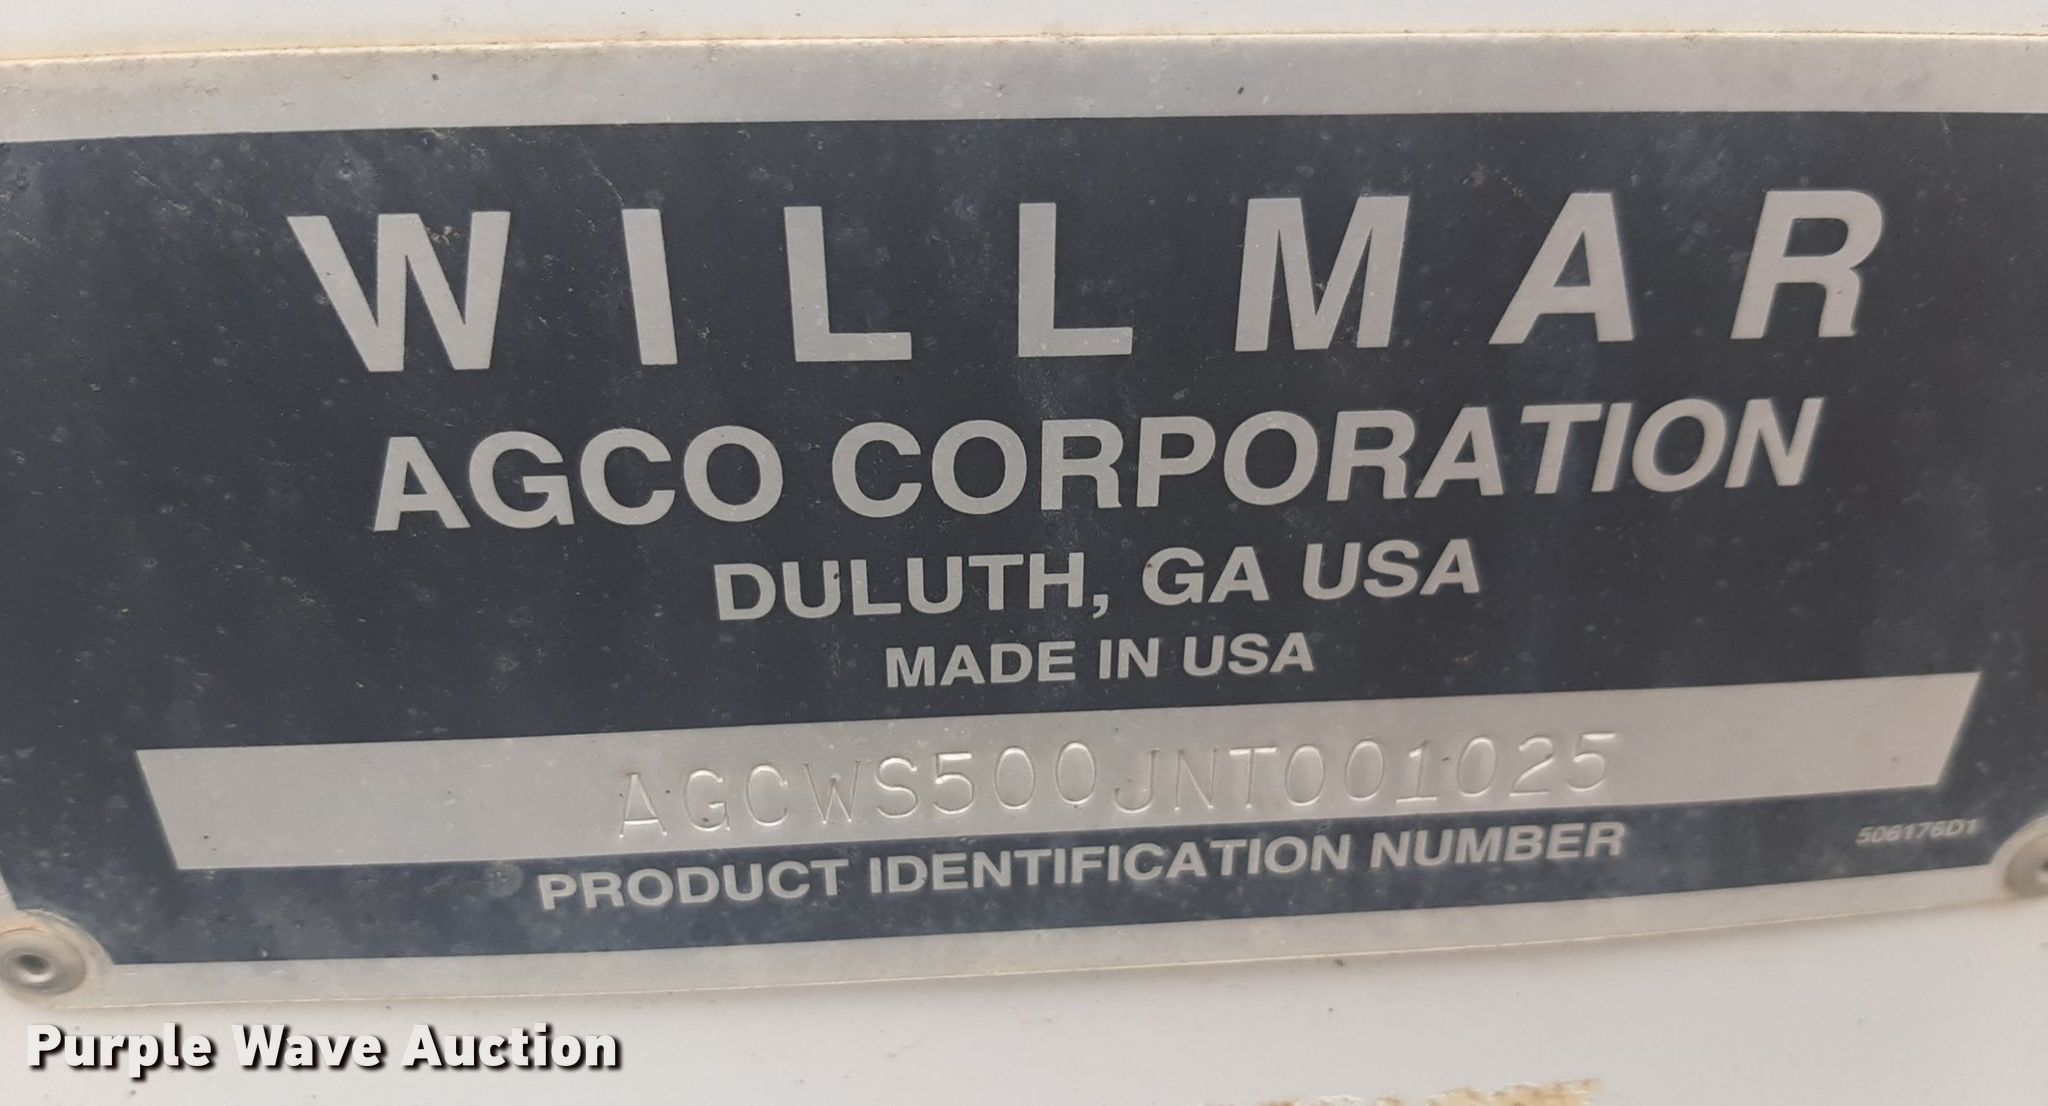 WILLMAR
AGCO CORPORATION
DULUTH, GA USA
MADE IN USA
AGCWS500JNT001025
PRODUCT IDENTIFICATION NUMBER
506176D1
Purple Wave Auction